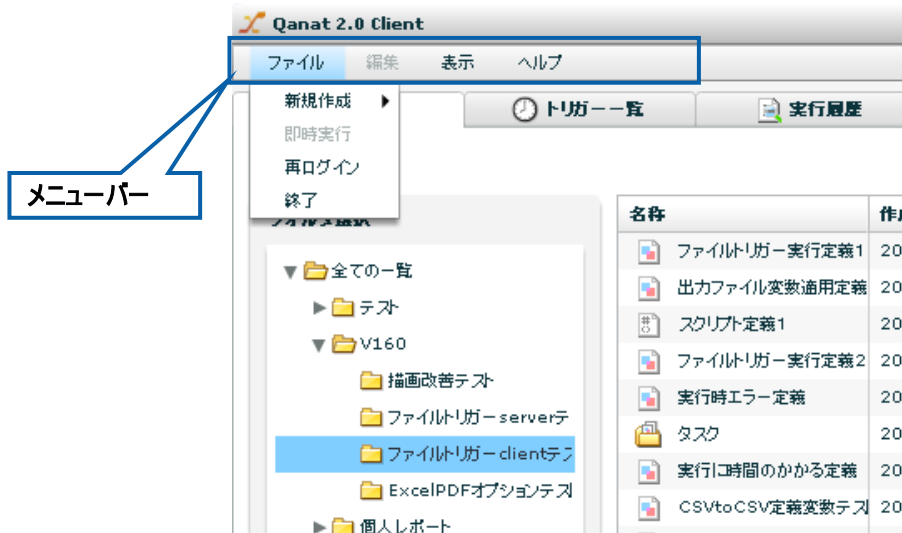 Qanat 2.0 Client
ファイル 編集 表示 ヘルプ
新規作成
即時実行
再ログイン
終了
メニューバー
トリガー一覧
実行履歴
全ての一覧
テスト
V160
描画改善テスト
ファイルトリガーserverテ
ファイルトリガーclientテス
ExcelPDFオプションテス
個人レポート
名称
ファイルトリガー実行定義1 20
出力ファイル変数適用定義 20
スクリプト定義1 20
ファイルトリガー実行定義2 20
実行時エラー定義 20
タスク 20
実行に時間のかかる定義 20
CSVtoCSV定義変数テス 20